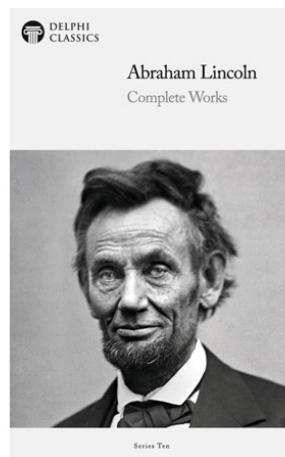 DELPHI
CLASSICS
Abraham Lincoln
Complete Works
Series Ten